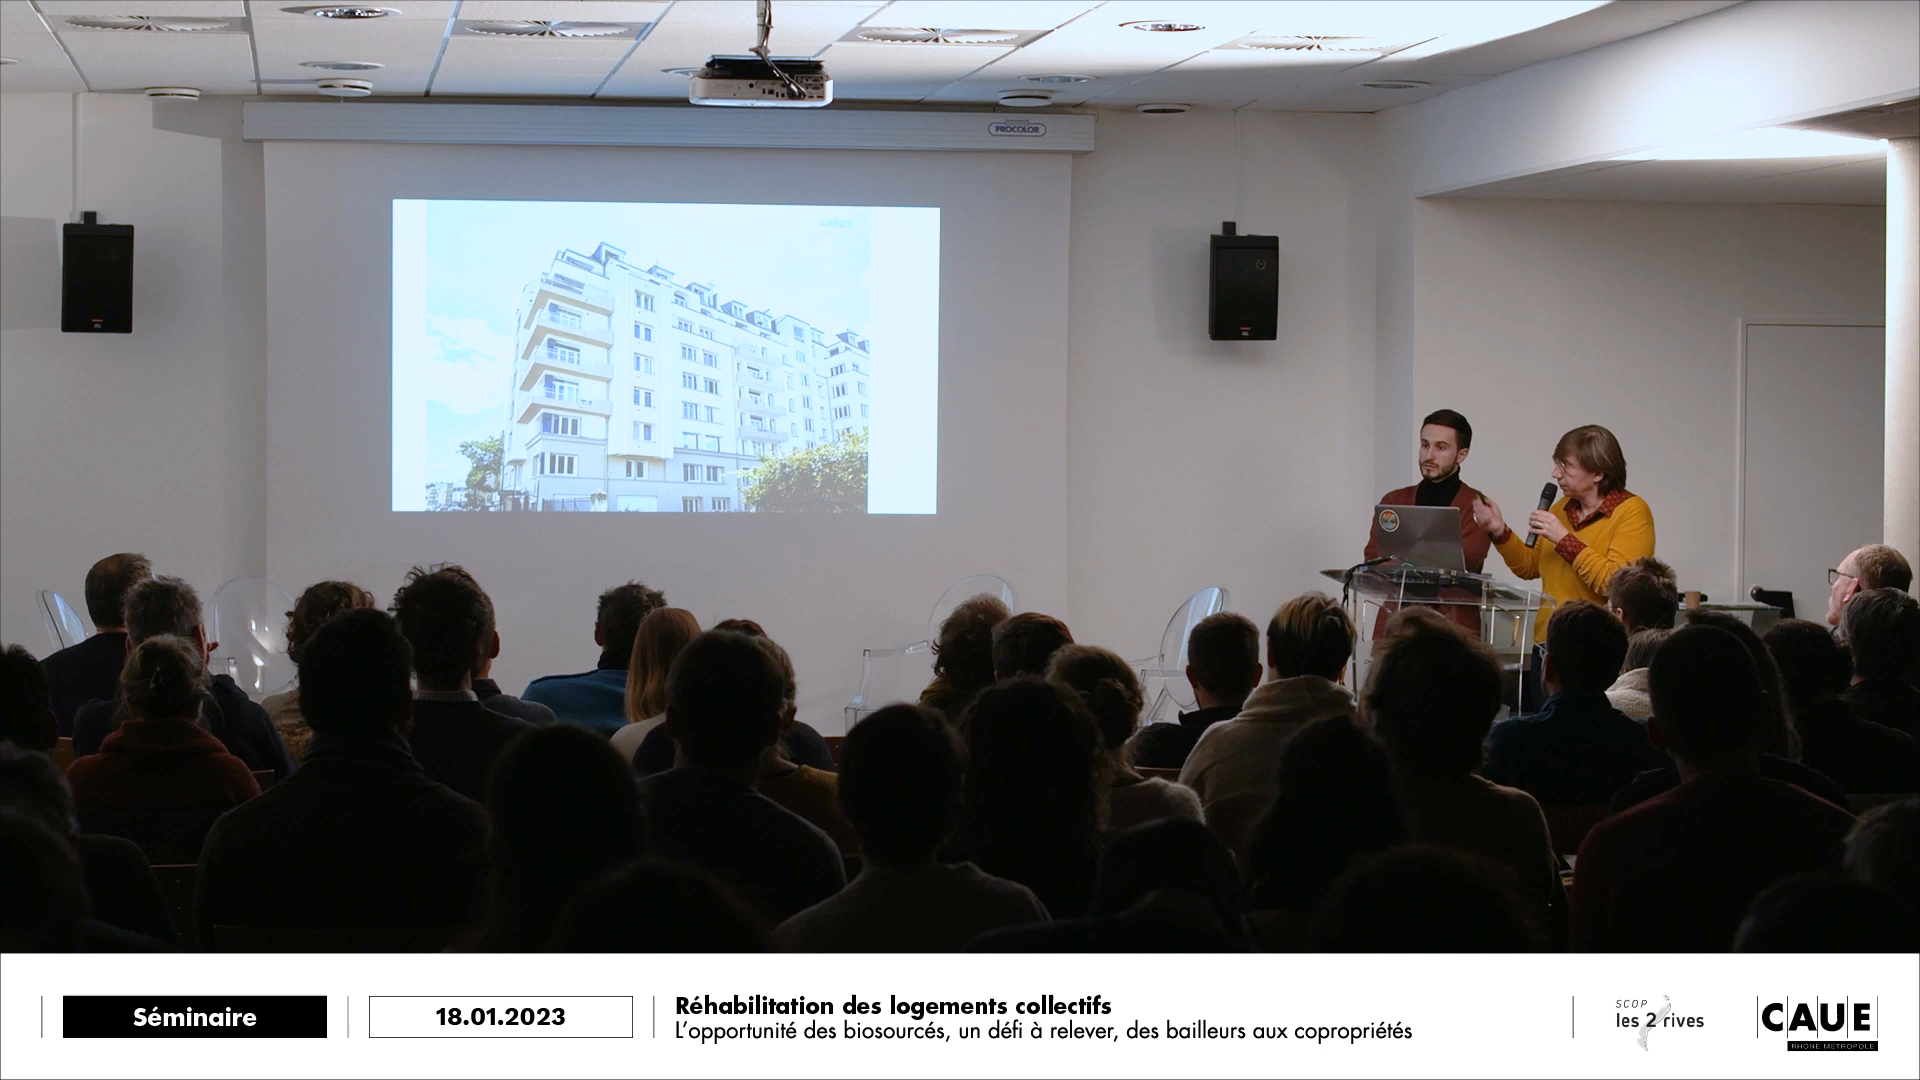 PROCOLOR
Séminaire
18.01.2023
Réhabilitation des logements collectifs
L'opportunité des biosourcés, un défi à relever, des bailleurs aux copropriétés
SCOP
les 2 rives
CAUE
RHÔNE MÉTROPOLE